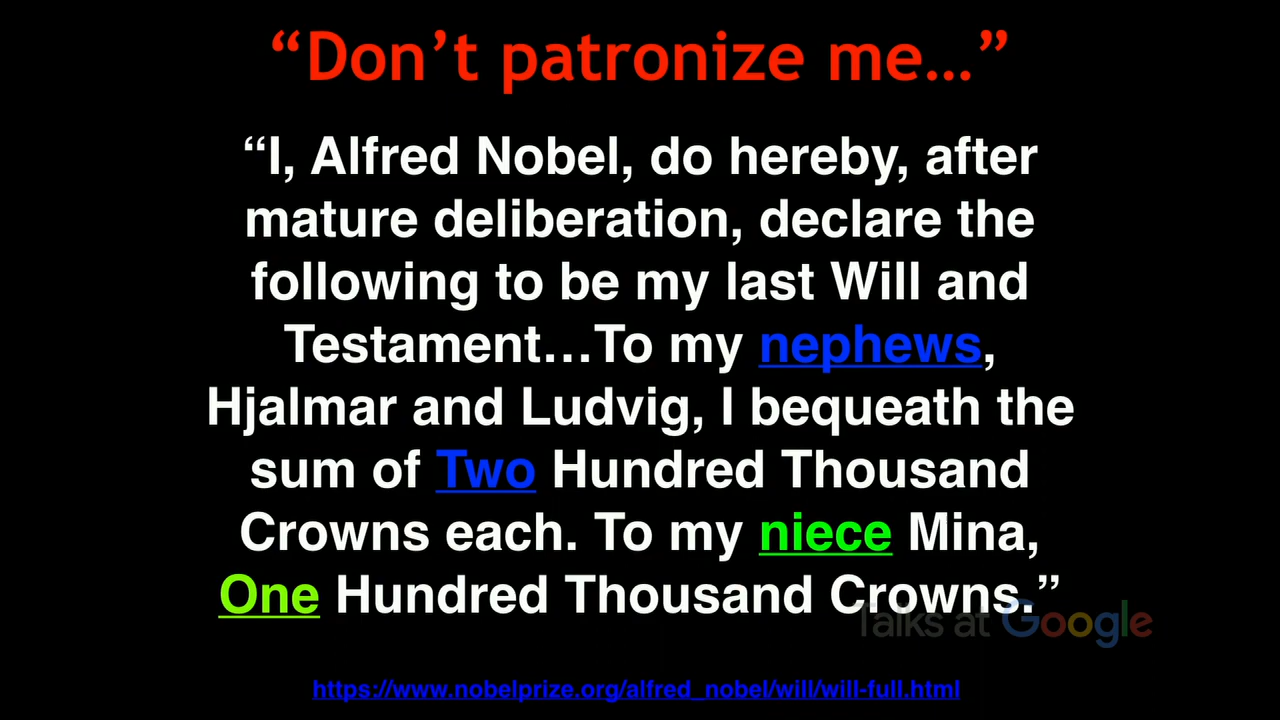 “Don’t patronize me…”
“I, Alfred Nobel, do hereby, after
mature deliberation, declare the
following to be my last Will and
Testament…To my nephews,
Hjalmar and Ludvig, I bequeath the
sum of Two Hundred Thousand
Crowns each. To my niece Mina,
One Hundred Thousand Crowns.”
Talks at Google
https://www.nobelprize.org/alfred_nobel/will/will-full.html